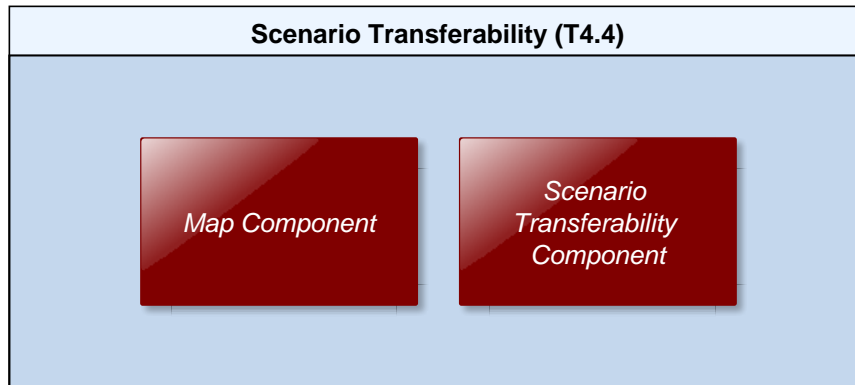 Scenario Transferability (T4.4)
Map Component
Scenario
Transferability
Component